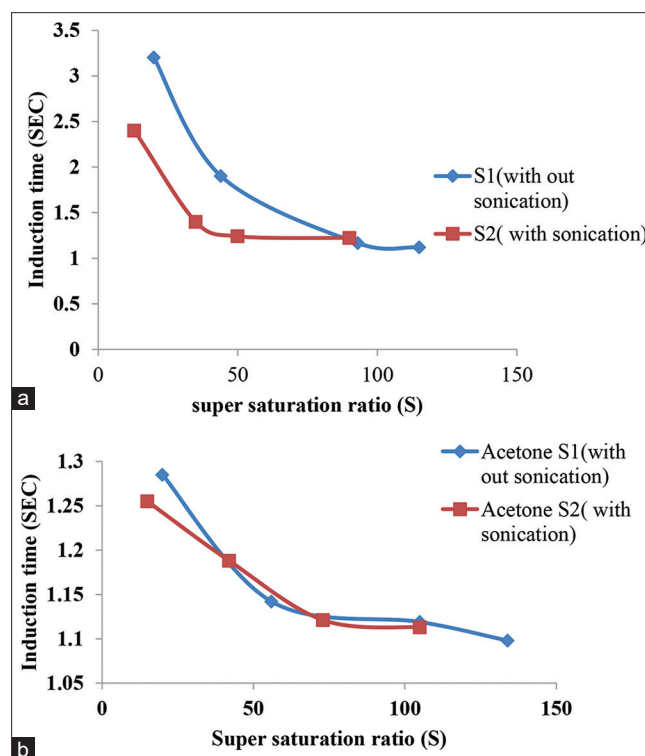 3.5
3
2.5
2
1.5
1
0.5
0
Induction time (SEC)
0 50 100 150
super saturation ratio (S)
S1(with out
sonication)
S2( with sonication)
a
1.3
1.25
1.2
1.15
1.1
1.05
Induction time (SEC)
0 50 100 150
Super saturation ratio (S)
Acetone S1(with
out sonication)
Acetone S2( with
sonication)
b